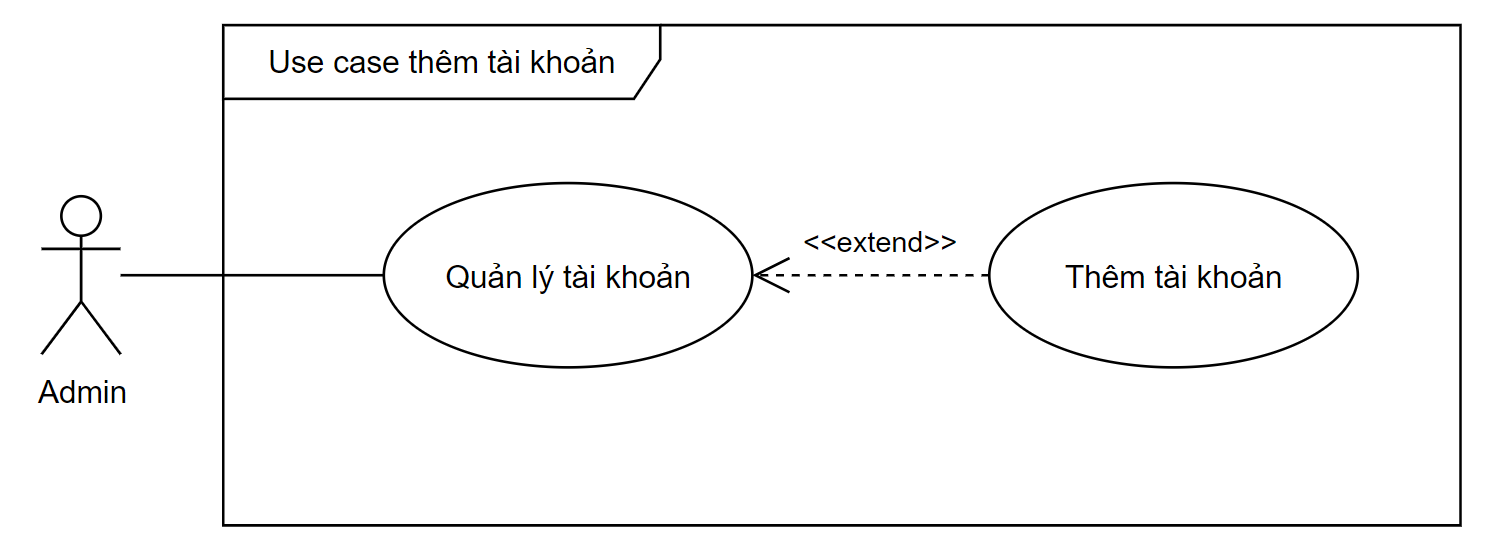 Use case thêm tài khoản
<<extend>>
Quản lý tài khoản
Thêm tài khoản
Admin